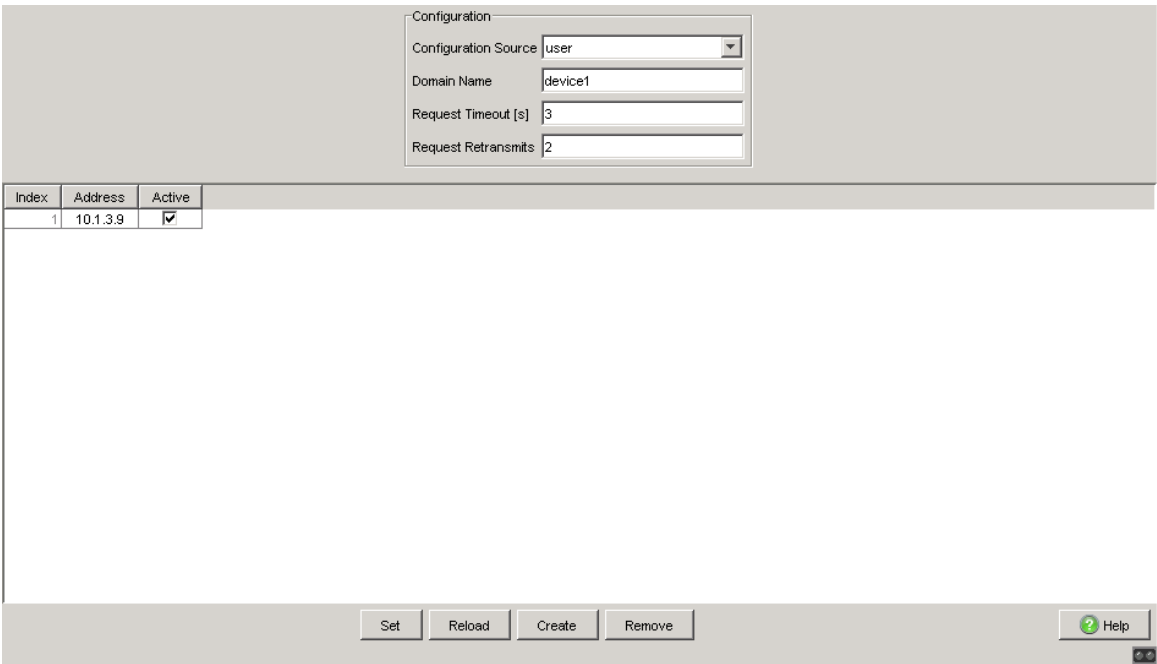 Configuration
Configuration Source user
Domain Name device1
Request Timeout [s] 3
Request Retransmits 2
Index Address Active
1 10.1.3.9
Set Reload Create Remove Help